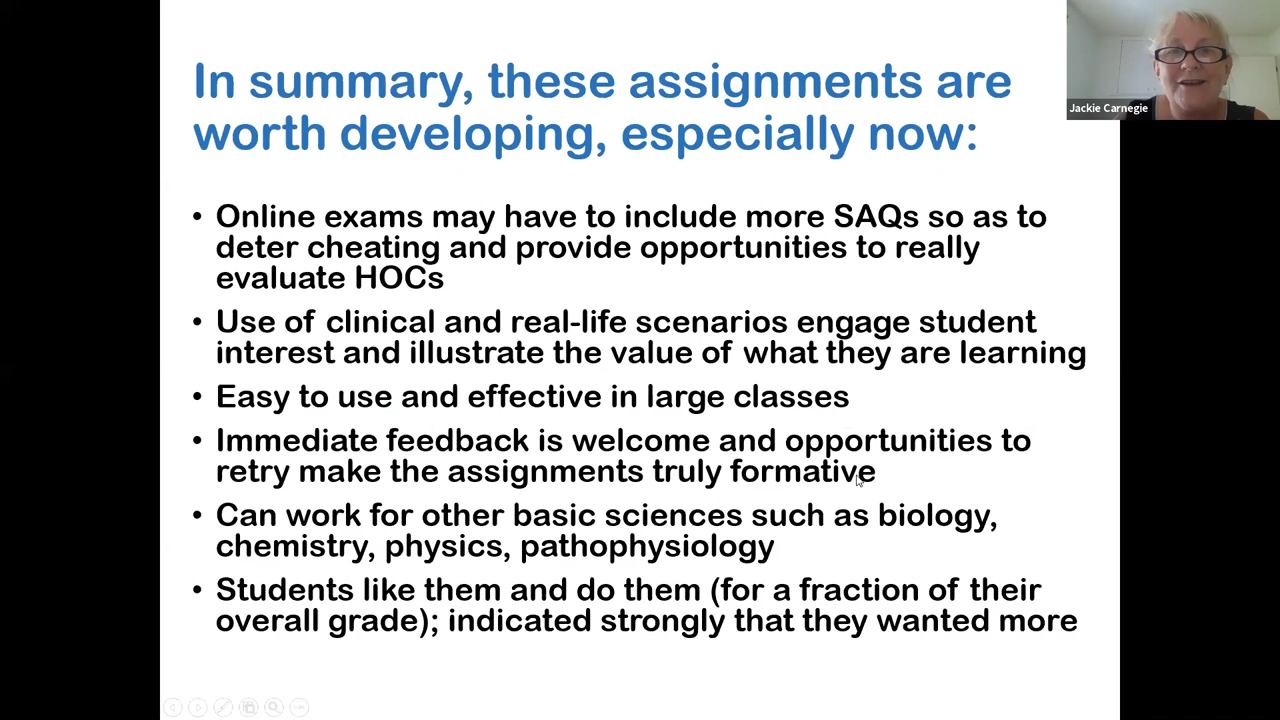 In summary, these assignments are
worth developing, especially now:
Jackie Carnegie
• Online exams may have to include more SAQs so as to
deter cheating and provide opportunities to really
evaluate HOCs
• Use of clinical and real-life scenarios engage student
interest and illustrate the value of what they are learning
• Easy to use and effective in large classes
• Immediate feedback is welcome and opportunities to
retry make the assignments truly formative
• Can work for other basic sciences such as biology,
chemistry, physics, pathophysiology
• Students like them and do them (for a fraction of their
overall grade); indicated strongly that they wanted more